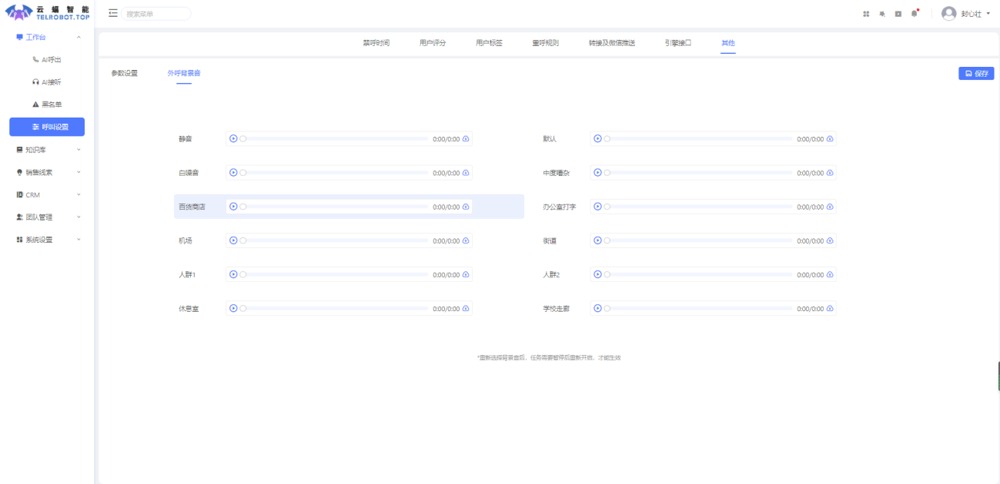 云蝠智能
TELROBOT.TOP
搜索菜单
封心壮
工作台
AI呼出
AI接听
黑名单
呼叫设置
知识库
销售线索
CRM
团队管理
系统设置
禁呼时间 用户评分 用户标签 重呼规则 转接及微信推送 引擎接口 其他
参数设置 外呼背景音 保存
静音 0:00/0:00 默认 0:00/0:00
白噪音 0:00/0:00 中度嘈杂 0:00/0:00
百货商店 0:00/0:00 办公室打字 0:00/0:00
机场 0:00/0:00 街道 0:00/0:00
人群1 0:00/0:00 人群2 0:00/0:00
休息室 0:00/0:00 学校走廊 0:00/0:00
*重新选择背景音后，任务需要暂停后重新开启，才能生效